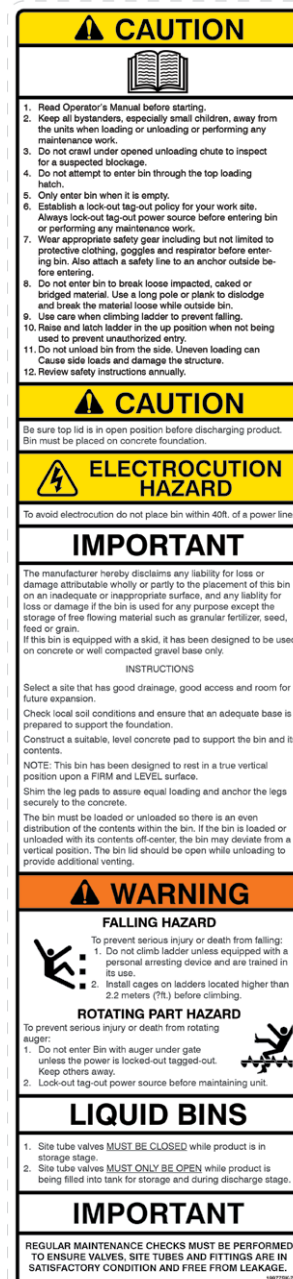 CAUTION
1. Read Operator's Manual before starting.
2. Keep all bystanders, especially small children, away from
the units when loading or unloading or performing any
maintenance work.
3. Do not crawl under opened unloading chute to inspect
for a suspected blockage.
4. Do not attempt to enter bin through the top loading
hatch.
5. Only enter bin when it is empty.
6. Establish a lock-out tag-out policy for your work site.
Always lock-out tag-out power source before entering bin
or performing any maintenance work.
7. Wear appropriate safety gear including but not limited to
protective clothing, goggles and respirator before enter-
ing bin. Also attach a safety line to an anchor outside be-
fore entering.
8. Do not enter bin to break loose impacted, caked or
bridged material. Use a long pole or plank to dislodge
and break the material loose while outside bin.
9. Use care when climbing ladder to prevent falling.
10. Raise and latch ladder in the up position when not being
used to prevent unauthorized entry.
11. Do not unload bin from the side. Uneven loading can
Cause side loads and damage the structure.
12. Review safety instructions annually.
CAUTION
Be sure top lid is in open position before discharging product.
Bin must be placed on concrete foundation.
ELECTROCUTION
HAZARD
To avoid electrocution do not place bin within 40ft. of a power line
IMPORTANT
The manufacturer hereby disclaims any liability for loss or
damage attributable wholly or partly to the placement of this bin
on an inadequate or inappropriate surface, and any liablity for
loss or damage if the bin is used for any purpose except the
storage of free flowing material such as granular fertilizer, seed,
feed or grain.
If this bin is equipped with a skid, it has been designed to be used
on concrete or well compacted gravel base only.
INSTRUCTIONS
Select a site that has good drainage, good access and room for
future expansion.
Check local soil conditions and ensure that an adequate base is
prepared to support the foundation.
Construct a suitable, level concrete pad to support the bin and its
contents.
NOTE: This bin has been designed to rest in a true vertical
position upon a FIRM and LEVEL surface.
Shim the leg pads to assure equal loading and anchor the legs
securely to the concrete.
The bin must be loaded or unloaded so there is an even
distribution of the contents within the bin. If the bin is loaded or
unloaded with its contents off-center, the bin may deviate from a
vertical position. The bin lid should be open while unloading to
provide additional venting.
WARNING
FALLING HAZARD
To prevent serious injury or death from falling:
1. Do not climb ladder unless equipped with a
personal arresting device and are trained in
its use.
2. Install cages on ladders located higher than
2.2 meters (?ft.) before climbing.
ROTATING PART HAZARD
To prevent serious injury or death from rotating
auger:
1. Do not enter Bin with auger under gate
unless the power is locked-out tagged-out.
Keep others away.
2. Lock-out tag-out power source before maintaining unit.
LIQUID BINS
1. Site tube valves MUST BE CLOSED while product is in
storage stage.
2. Site tube valves MUST ONLY BE OPEN while product is
being filled into tank for storage and during discharge stage.
IMPORTANT
REGULAR MAINTENANCE CHECKS MUST BE PERFORMED
TO ENSURE VALVES, SITE TUBES AND FITTINGS ARE IN
SATISFACTORY CONDITION AND FREE FROM LEAKAGE.